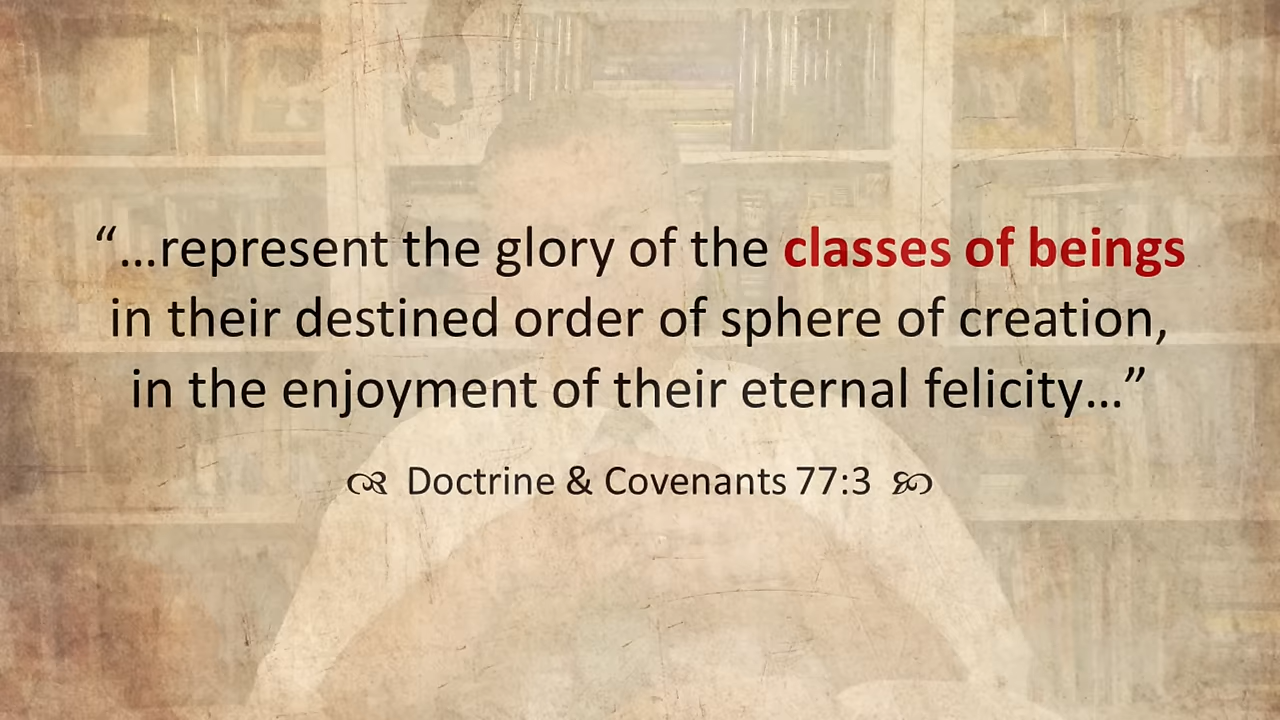 “…represent the glory of the classes of beings
in their destined order of sphere of creation,
in the enjoyment of their eternal felicity…”
Doctrine & Covenants 77:3